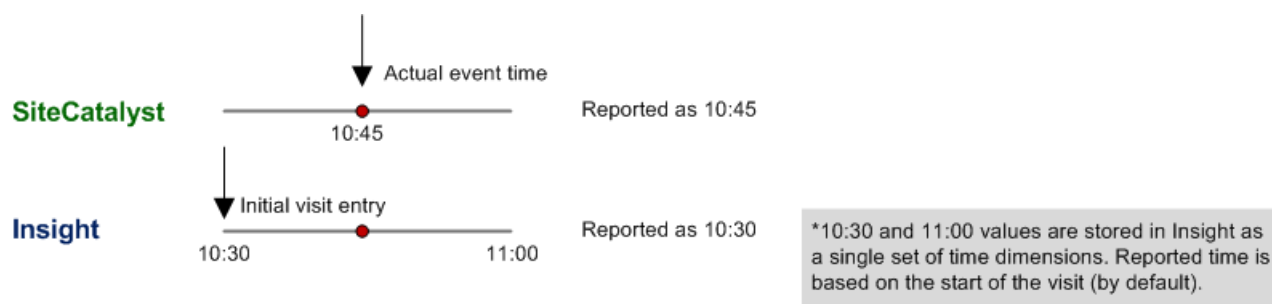 Actual event time
SiteCatalyst
10:45
Reported as 10:45
Initial visit entry
Insight
10:30
11:00
Reported as 10:30
*10:30 and 11:00 values are stored in Insight as
a single set of time dimensions. Reported time is
based on the start of the visit (by default).